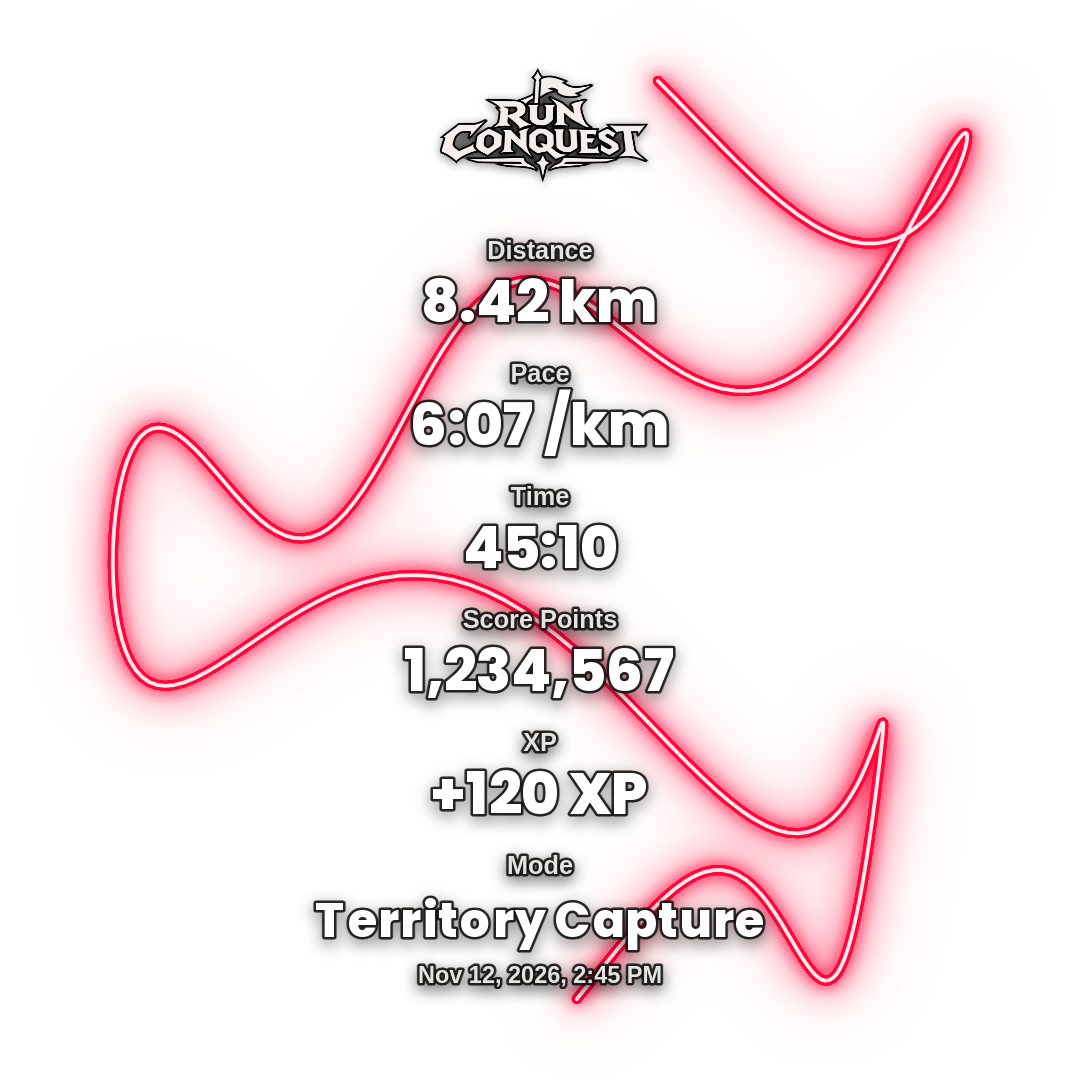 RUN
CONQUEST
Distance
8.42 km
Pace
6:07 /km
Time
45:10
Score Points
1,234,567
XP
+120 XP
Mode
Territory Capture
Nov 12, 2026, 2:45 PM